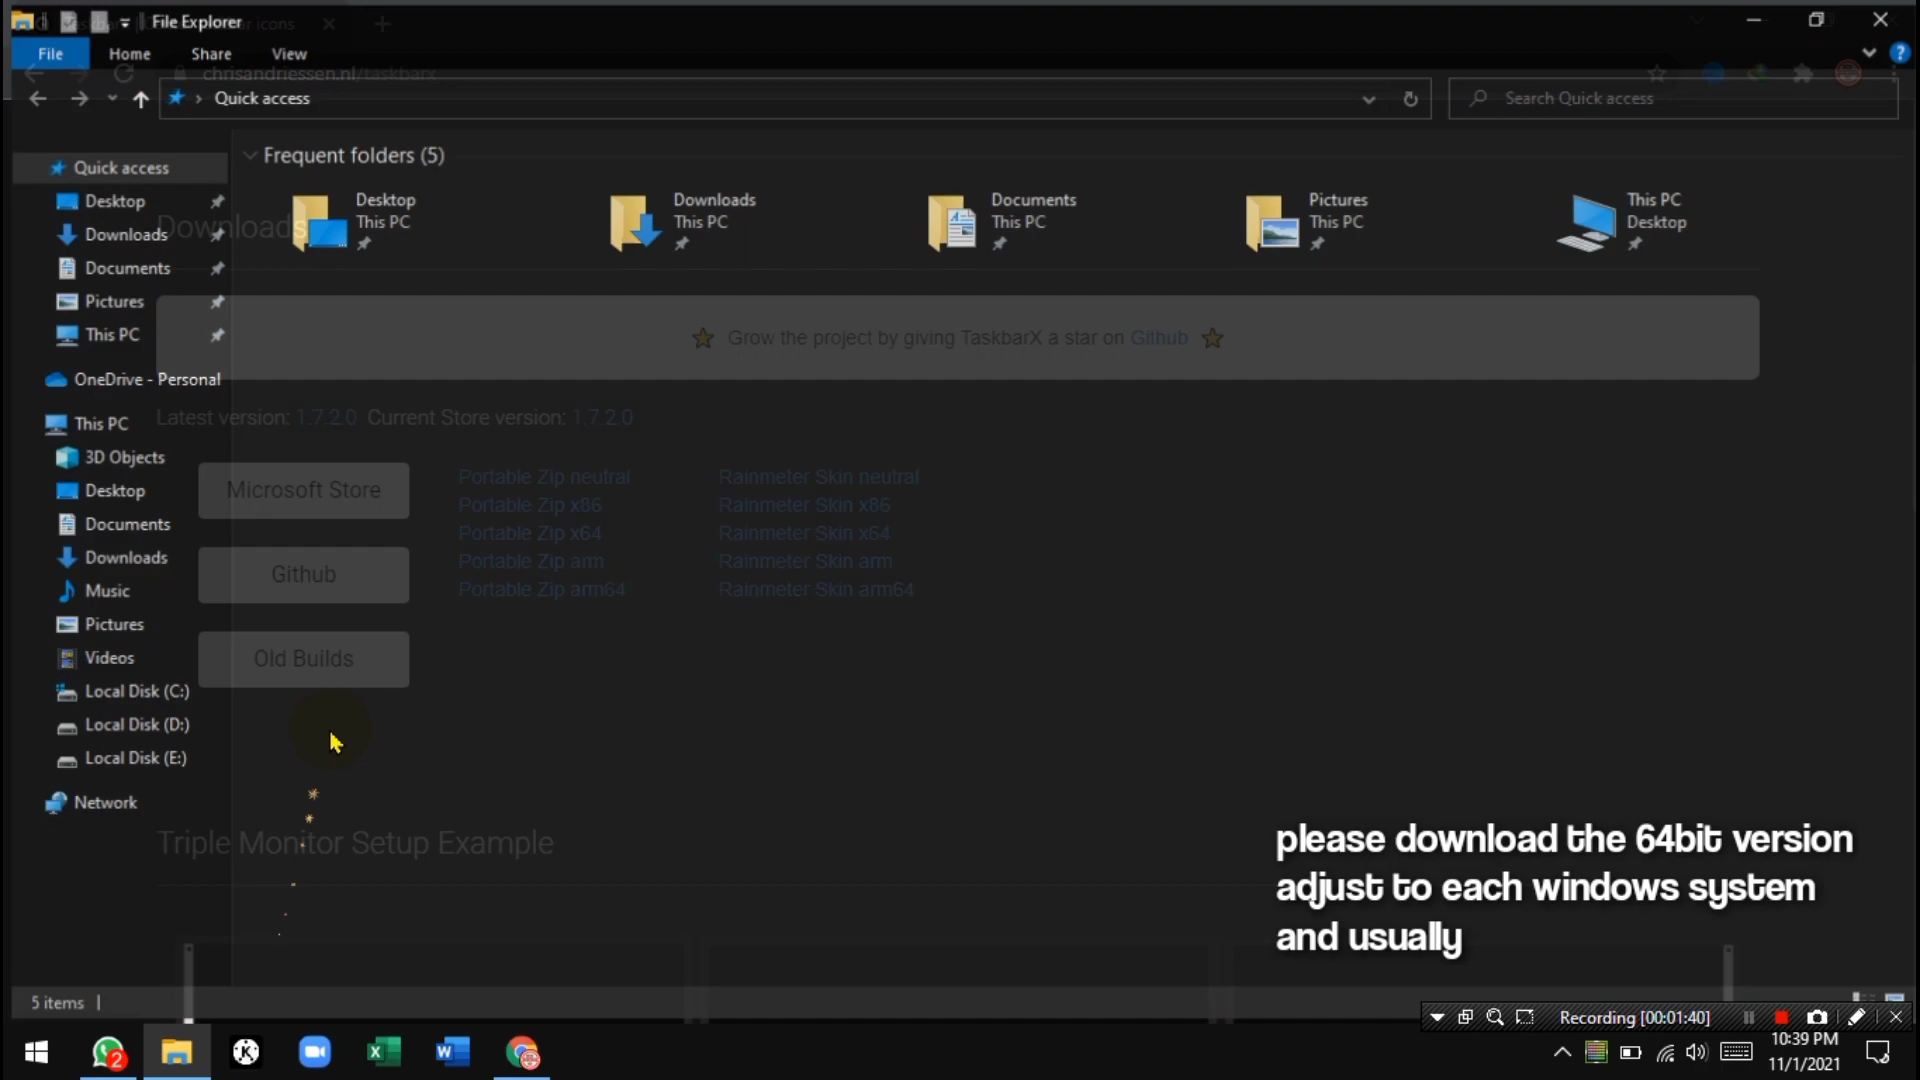 File Explorer
ar icons
File
Home
Share
View
chrisandriessen.nl/taskbarx
Quick access
Search Quick access
Quick access
Desktop
Downloads
Documents
Pictures
This PC
OneDrive - Personal
This PC
3D Objects
Desktop
Documents
Downloads
Music
Pictures
Videos
Local Disk (C:)
Local Disk (D:)
Local Disk (E:)
Network
Frequent folders (5)
Desktop
This PC
Downloads
This PC
Documents
This PC
Pictures
This PC
This PC
Desktop
Downloads
Grow the project by giving TaskbarX a star on Github
Latest version: 1.7.2.0 Current Store version: 1.7.2.0
Microsoft Store
Github
Old Builds
Portable Zip neutral
Portable Zip x86
Portable Zip x64
Portable Zip arm
Portable Zip arm64
Rainmeter Skin neutral
Rainmeter Skin x86
Rainmeter Skin x64
Rainmeter Skin arm
Rainmeter Skin arm64
Triple Monitor Setup Example
please download the 64bit version
adjust to each windows system
and usually
5 items
Recording [00:01:40]
2
10:39 PM
11/1/2021